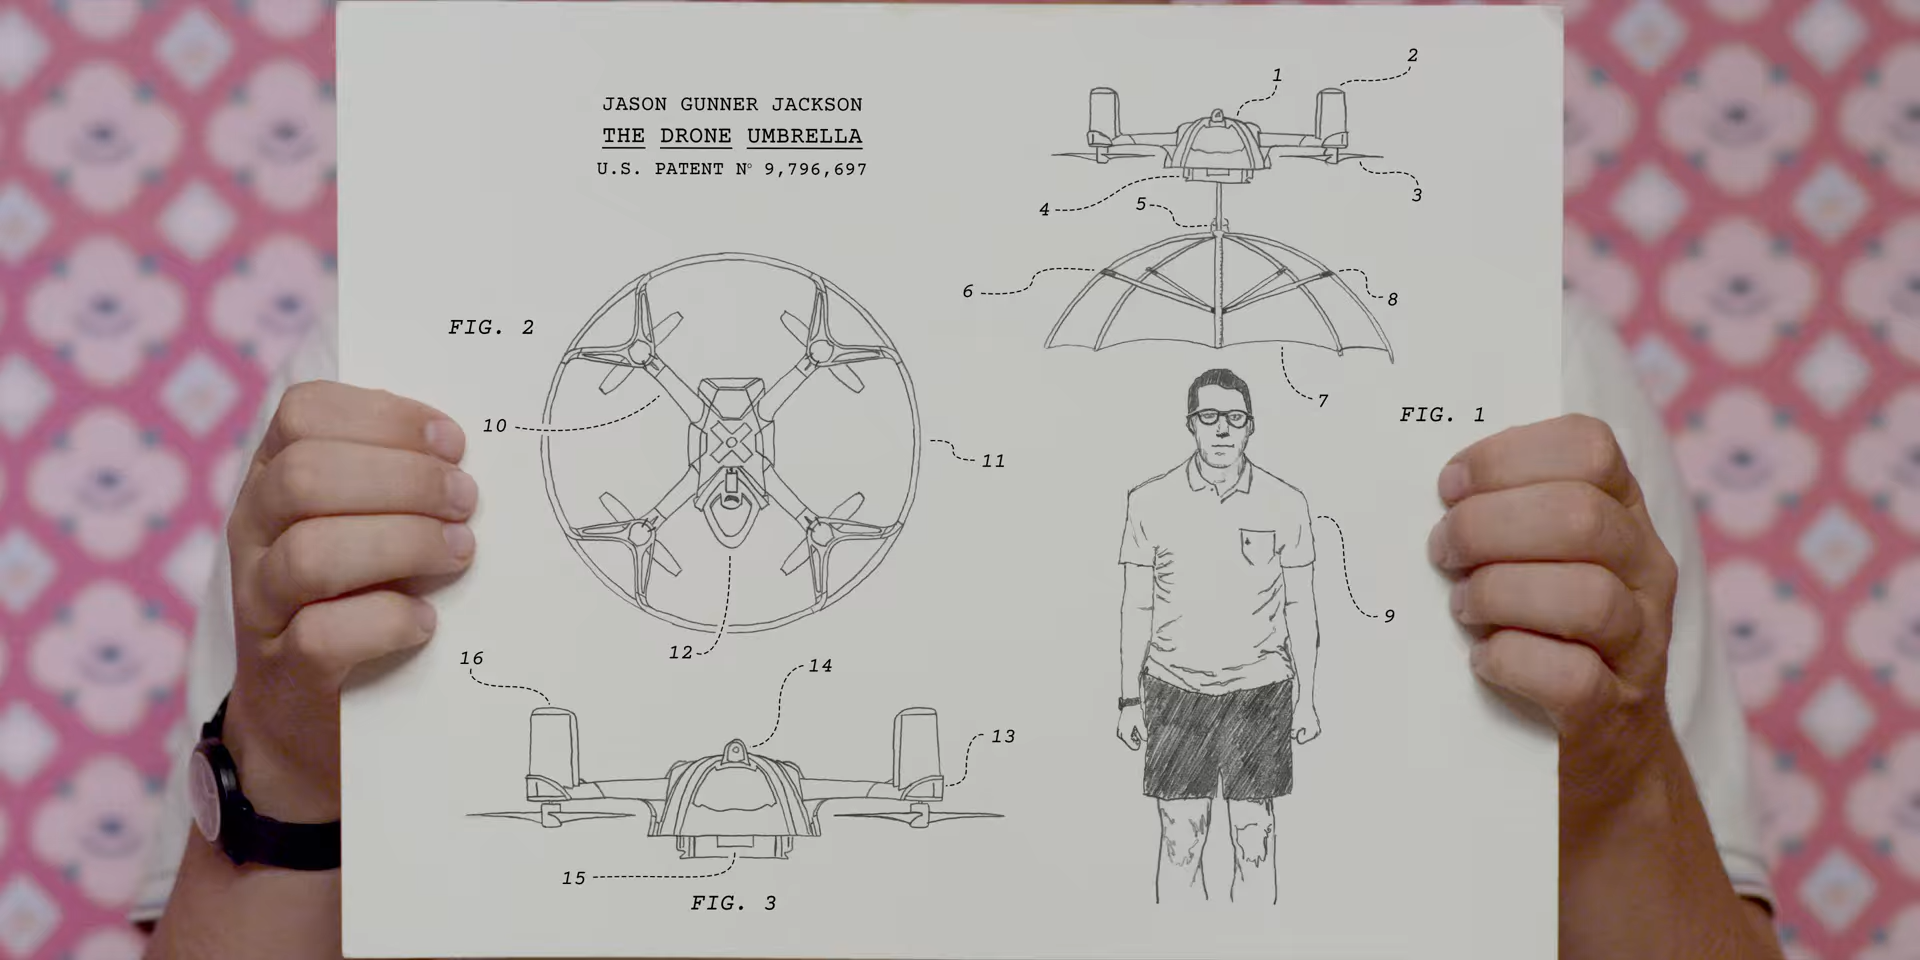 JASON GUNNER JACKSON
THE DRONE UMBRELLA
U.S. PATENT N° 9,796,697
1
2
3
4
5
6
7
8
FIG. 1
9
FIG. 2
10
11
12
16
14
13
15
FIG. 3